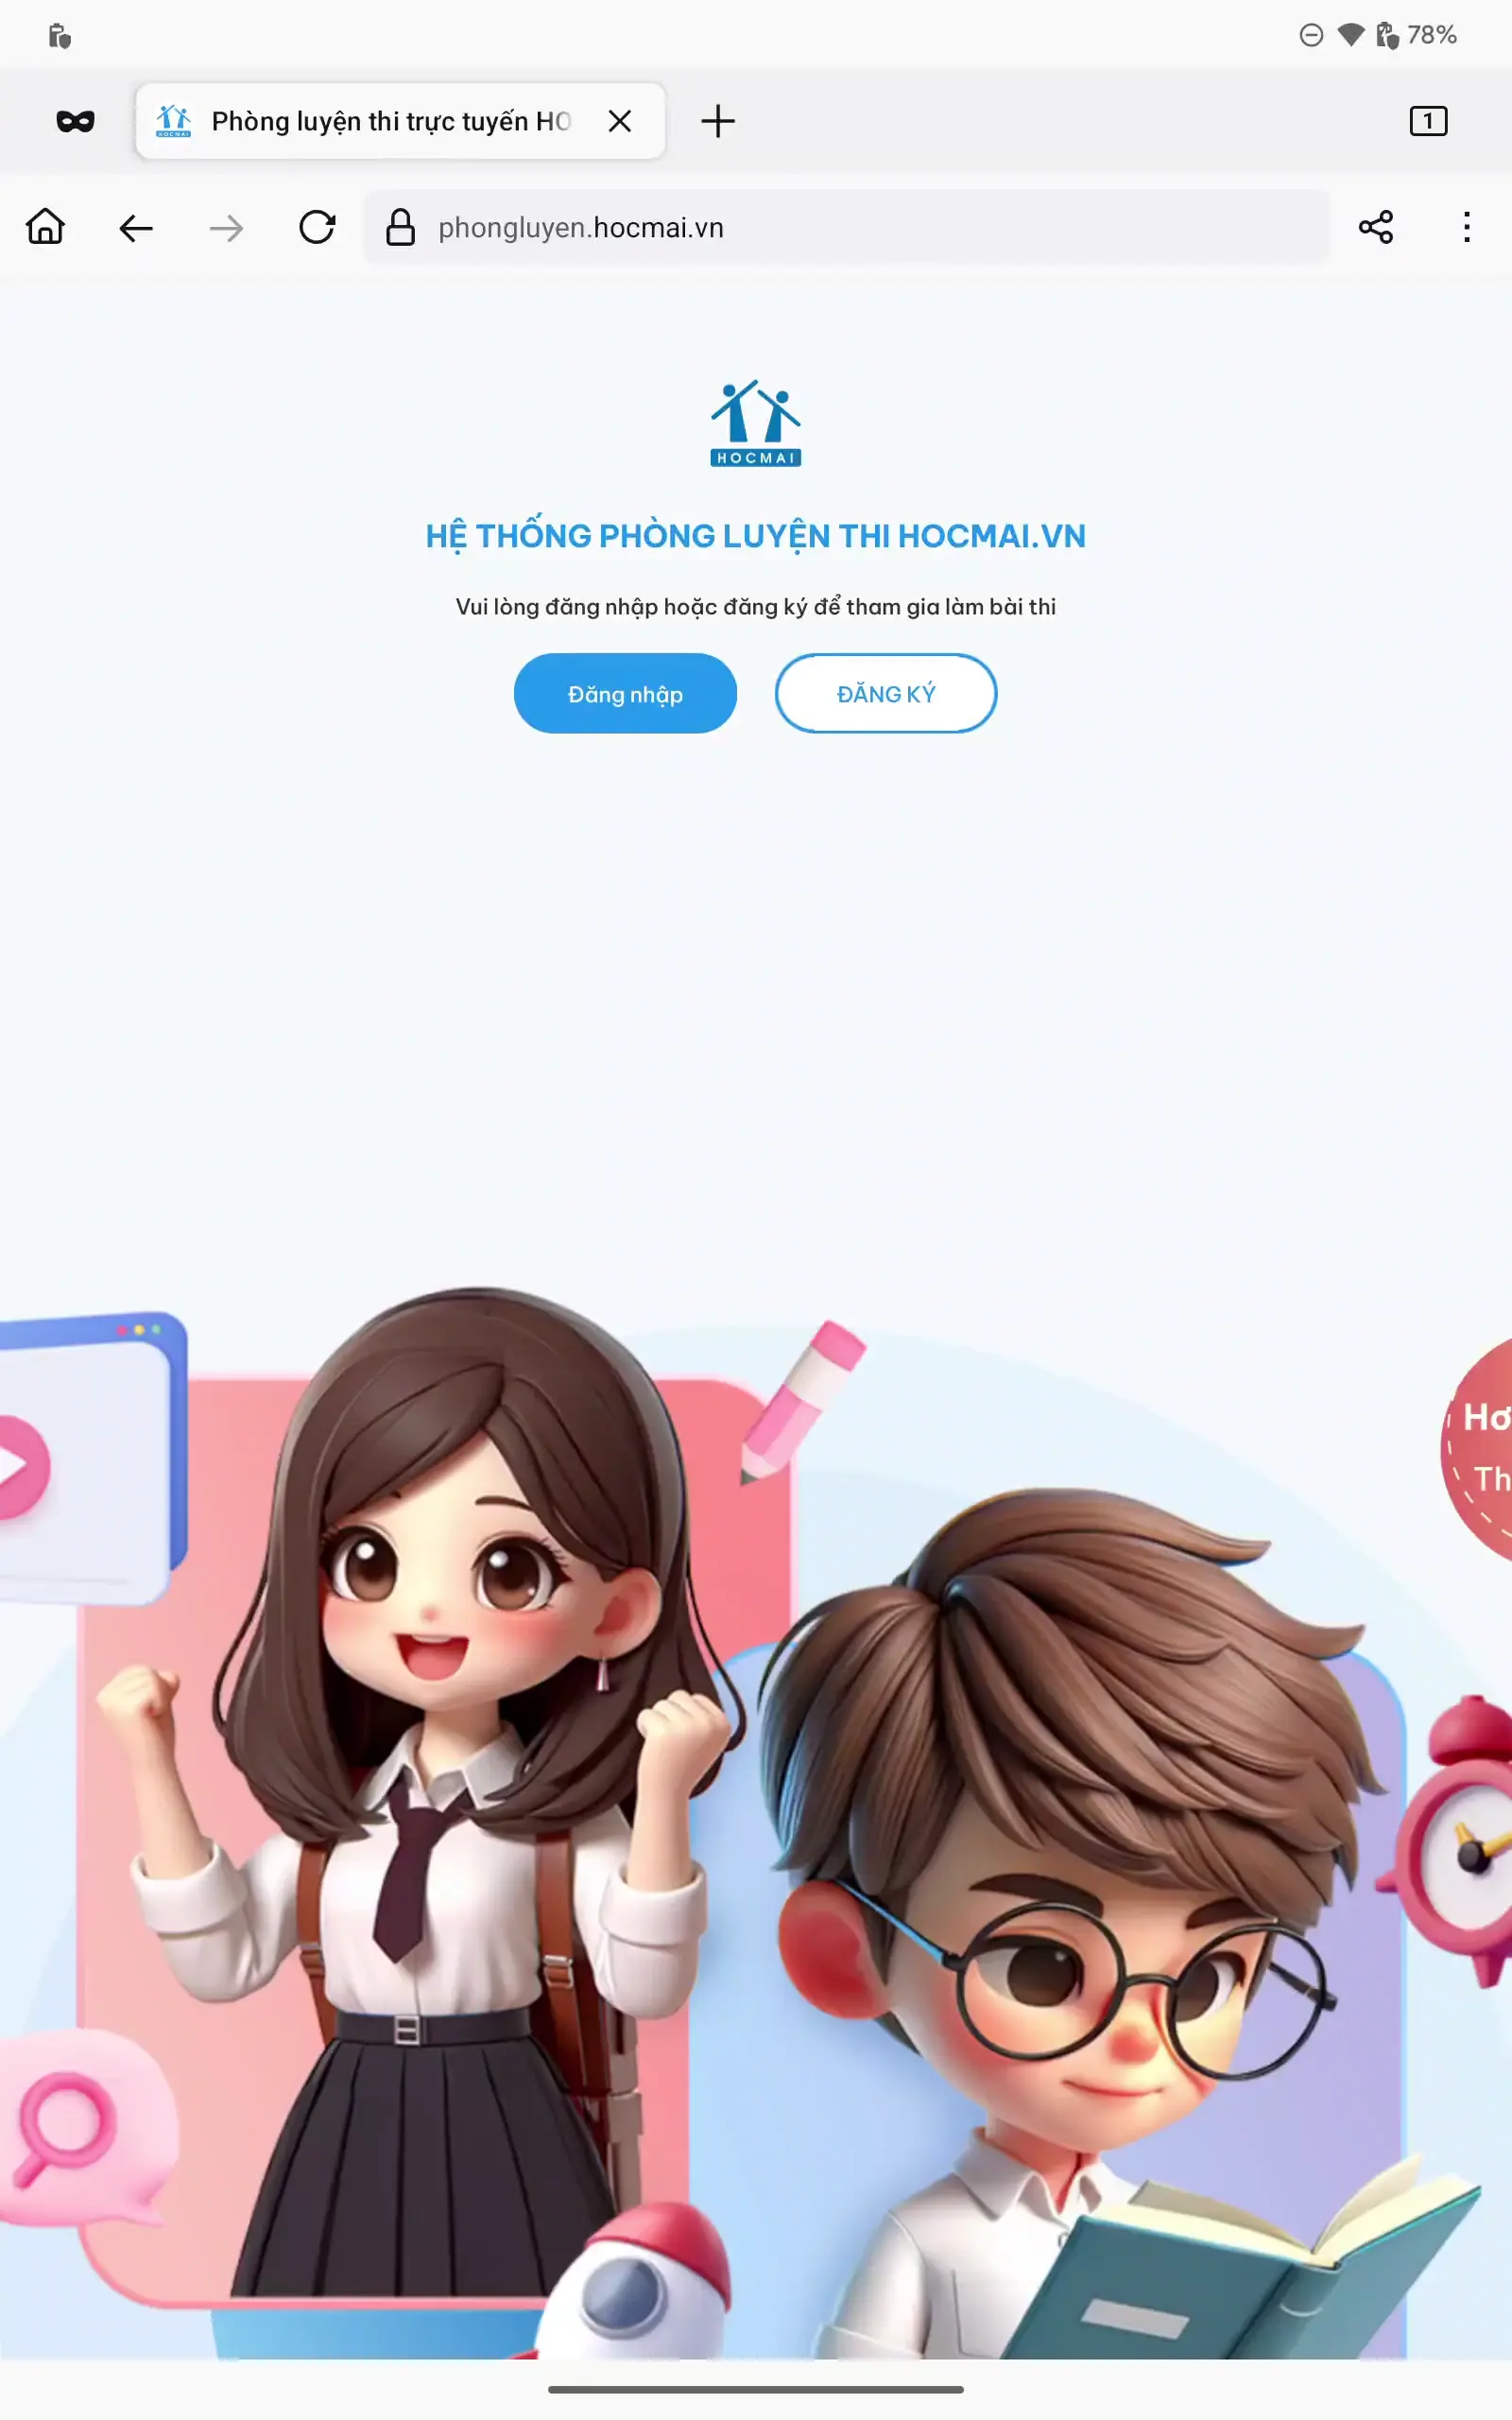 78%
Phòng luyện thi trực tuyến HO
1
phongluyen.hocmai.vn
HOCMAI
HỆ THỐNG PHÒNG LUYỆN THI HOCMAI.VN
Vui lòng đăng nhập hoặc đăng ký để tham gia làm bài thi
Đăng nhập
ĐĂNG KÝ
Hơ
Th